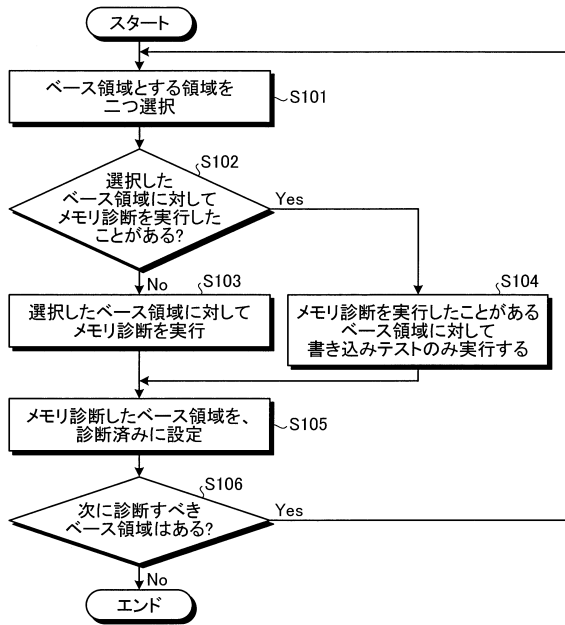 スタート
ベース領域とする領域を
二つ選択
S101
S102
選択した
ベース領域に対して
メモリ診断を実行した
ことがある?
Yes
No
S103
選択したベース領域に対して
メモリ診断を実行
S104
メモリ診断を実行したことがある
ベース領域に対して
書き込みテストのみ実行する
メモリ診断したベース領域を、
診断済みに設定
S105
S106
次に診断すべき
ベース領域はある?
Yes
No
エンド